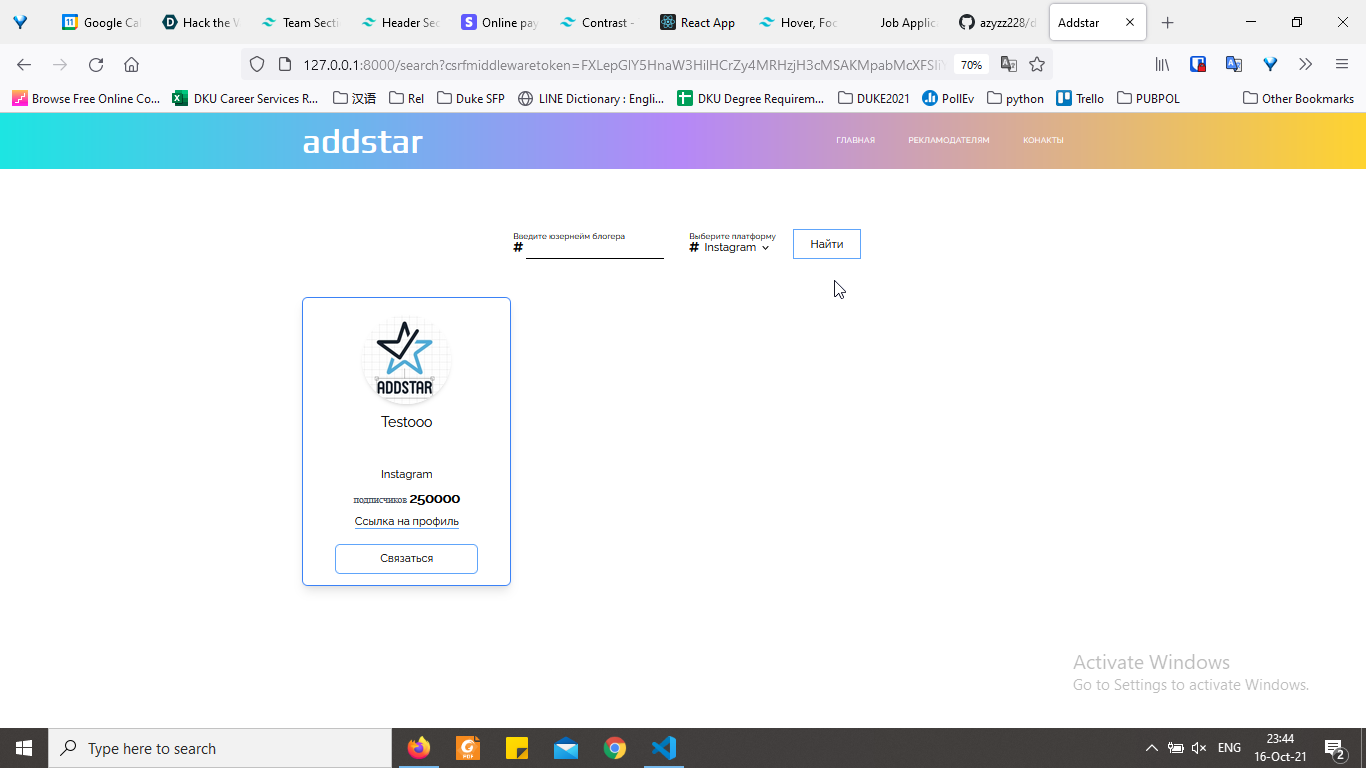 Google Cal
Hack the V
Team Secti
Header Sec
Online pay
Contrast -
React App
Hover, Foc
Job Applic
azyzz228/d
Addstar
127.0.0.1:8000/search?csrfmiddlewaretoken=
70%
Browse Free Online Co...
DKU Career Services R...
汉语
Rel
Duke SFP
LINE Dictionary : Engli...
DKU Degree Requirem...
DUKE2021
PollEv
python
Trello
PUBPOL
Other Bookmarks
addstar
ГЛАВНАЯ
РЕКЛАМОДАТЕЛЯМ
КОНАКТЫ
Введите юзернейм блогера
#
Выберите платформу
# Instagram
Найти
ADDSTAR
Testooo
Instagram
подписчиков 250000
Ссылка на профиль
Связаться
Activate Windows
Go to Settings to activate Windows.
Type here to search
PDF
ENG
23:44
16-Oct-21
2